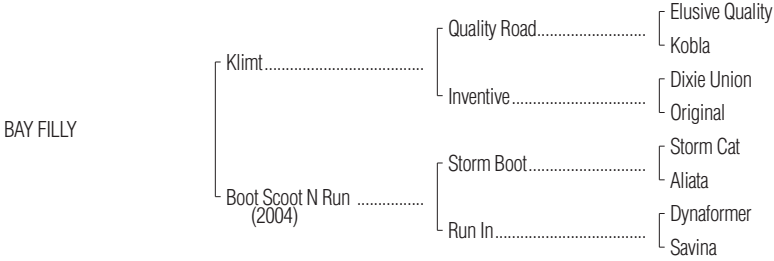 Elusive Quality
Quality Road..............................
Kobla
Klimt...................................
Dixie Union
Inventive....................................
Original
BAY FILLY
Storm Cat
Storm Boot................................
Aliata
Boot Scoot N Run ...............
(2004)
Dynaformer
Run In........................................
Savina